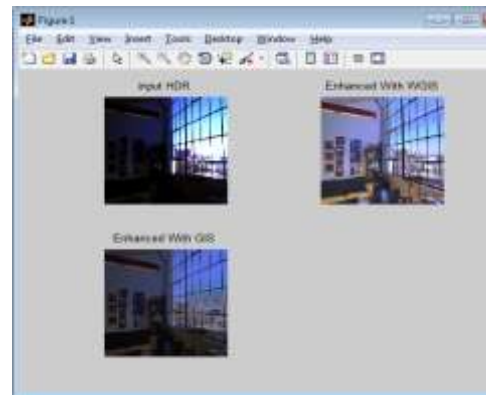 Figure 1
File Edit View Insert Tools Desktop Window Help
Input HDR
Enhanced With WGIS
Enhanced With GIS